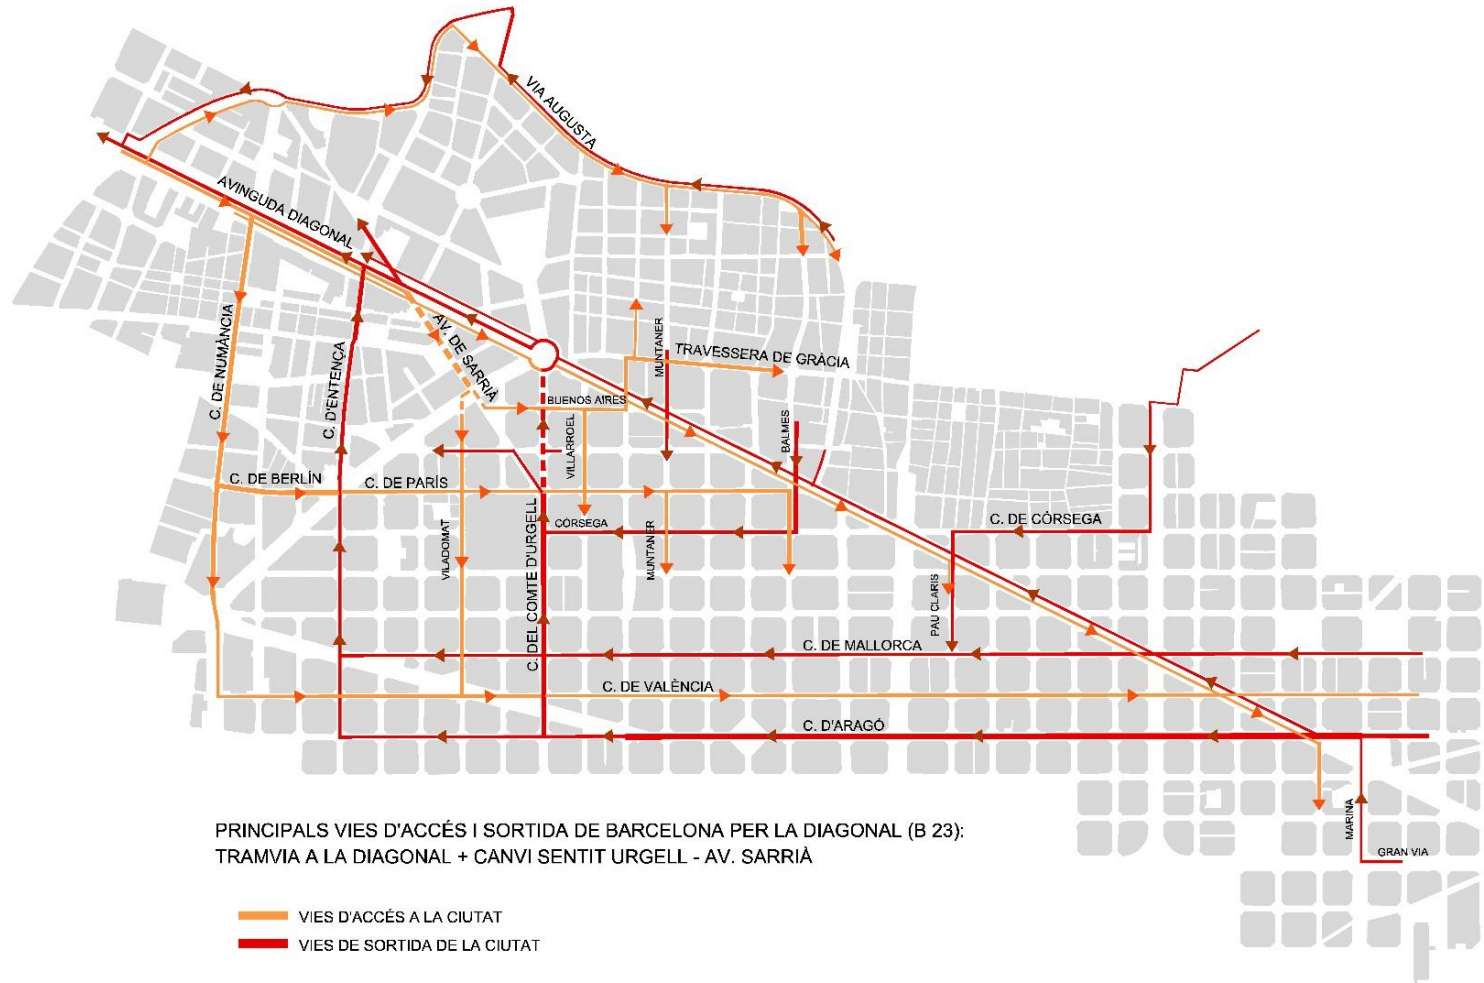 VIA AUGUSTA
AVINGUDA DIAGONAL
C. DE NUMÀNCIA
C. D'ENTENÇA
AV. DE SARRIÀ
MUNTANER
TRAVESSERA DE GRÀCIA
BUENOS AIRES
VILLARROEL
BALMES
C. DE BERLÍN
C. DE PARÍS
VILADOMAT
C. DEL COMTE D'URGELL
CÒRSEGA
MUNTANER
C. DE CÒRSEGA
PAU CLARIS
C. DE MALLORCA
C. DE VALÈNCIA
C. D'ARAGÓ
MARINA
GRAN VIA
PRINCIPALS VIES D'ACCÉS I SORTIDA DE BARCELONA PER LA DIAGONAL (B 23):
TRAMVIA A LA DIAGONAL + CANVI SENTIT URGELL - AV. SARRIÀ
VIES D'ACCÉS A LA CIUTAT
VIES DE SORTIDA DE LA CIUTAT